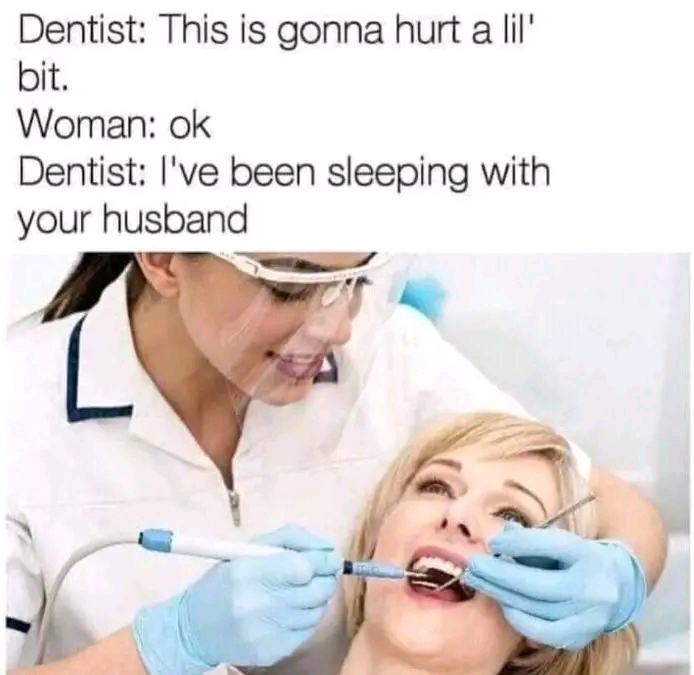 Dentist: This is gonna hurt a lil'
bit.
Woman: ok
Dentist: I've been sleeping with
your husband